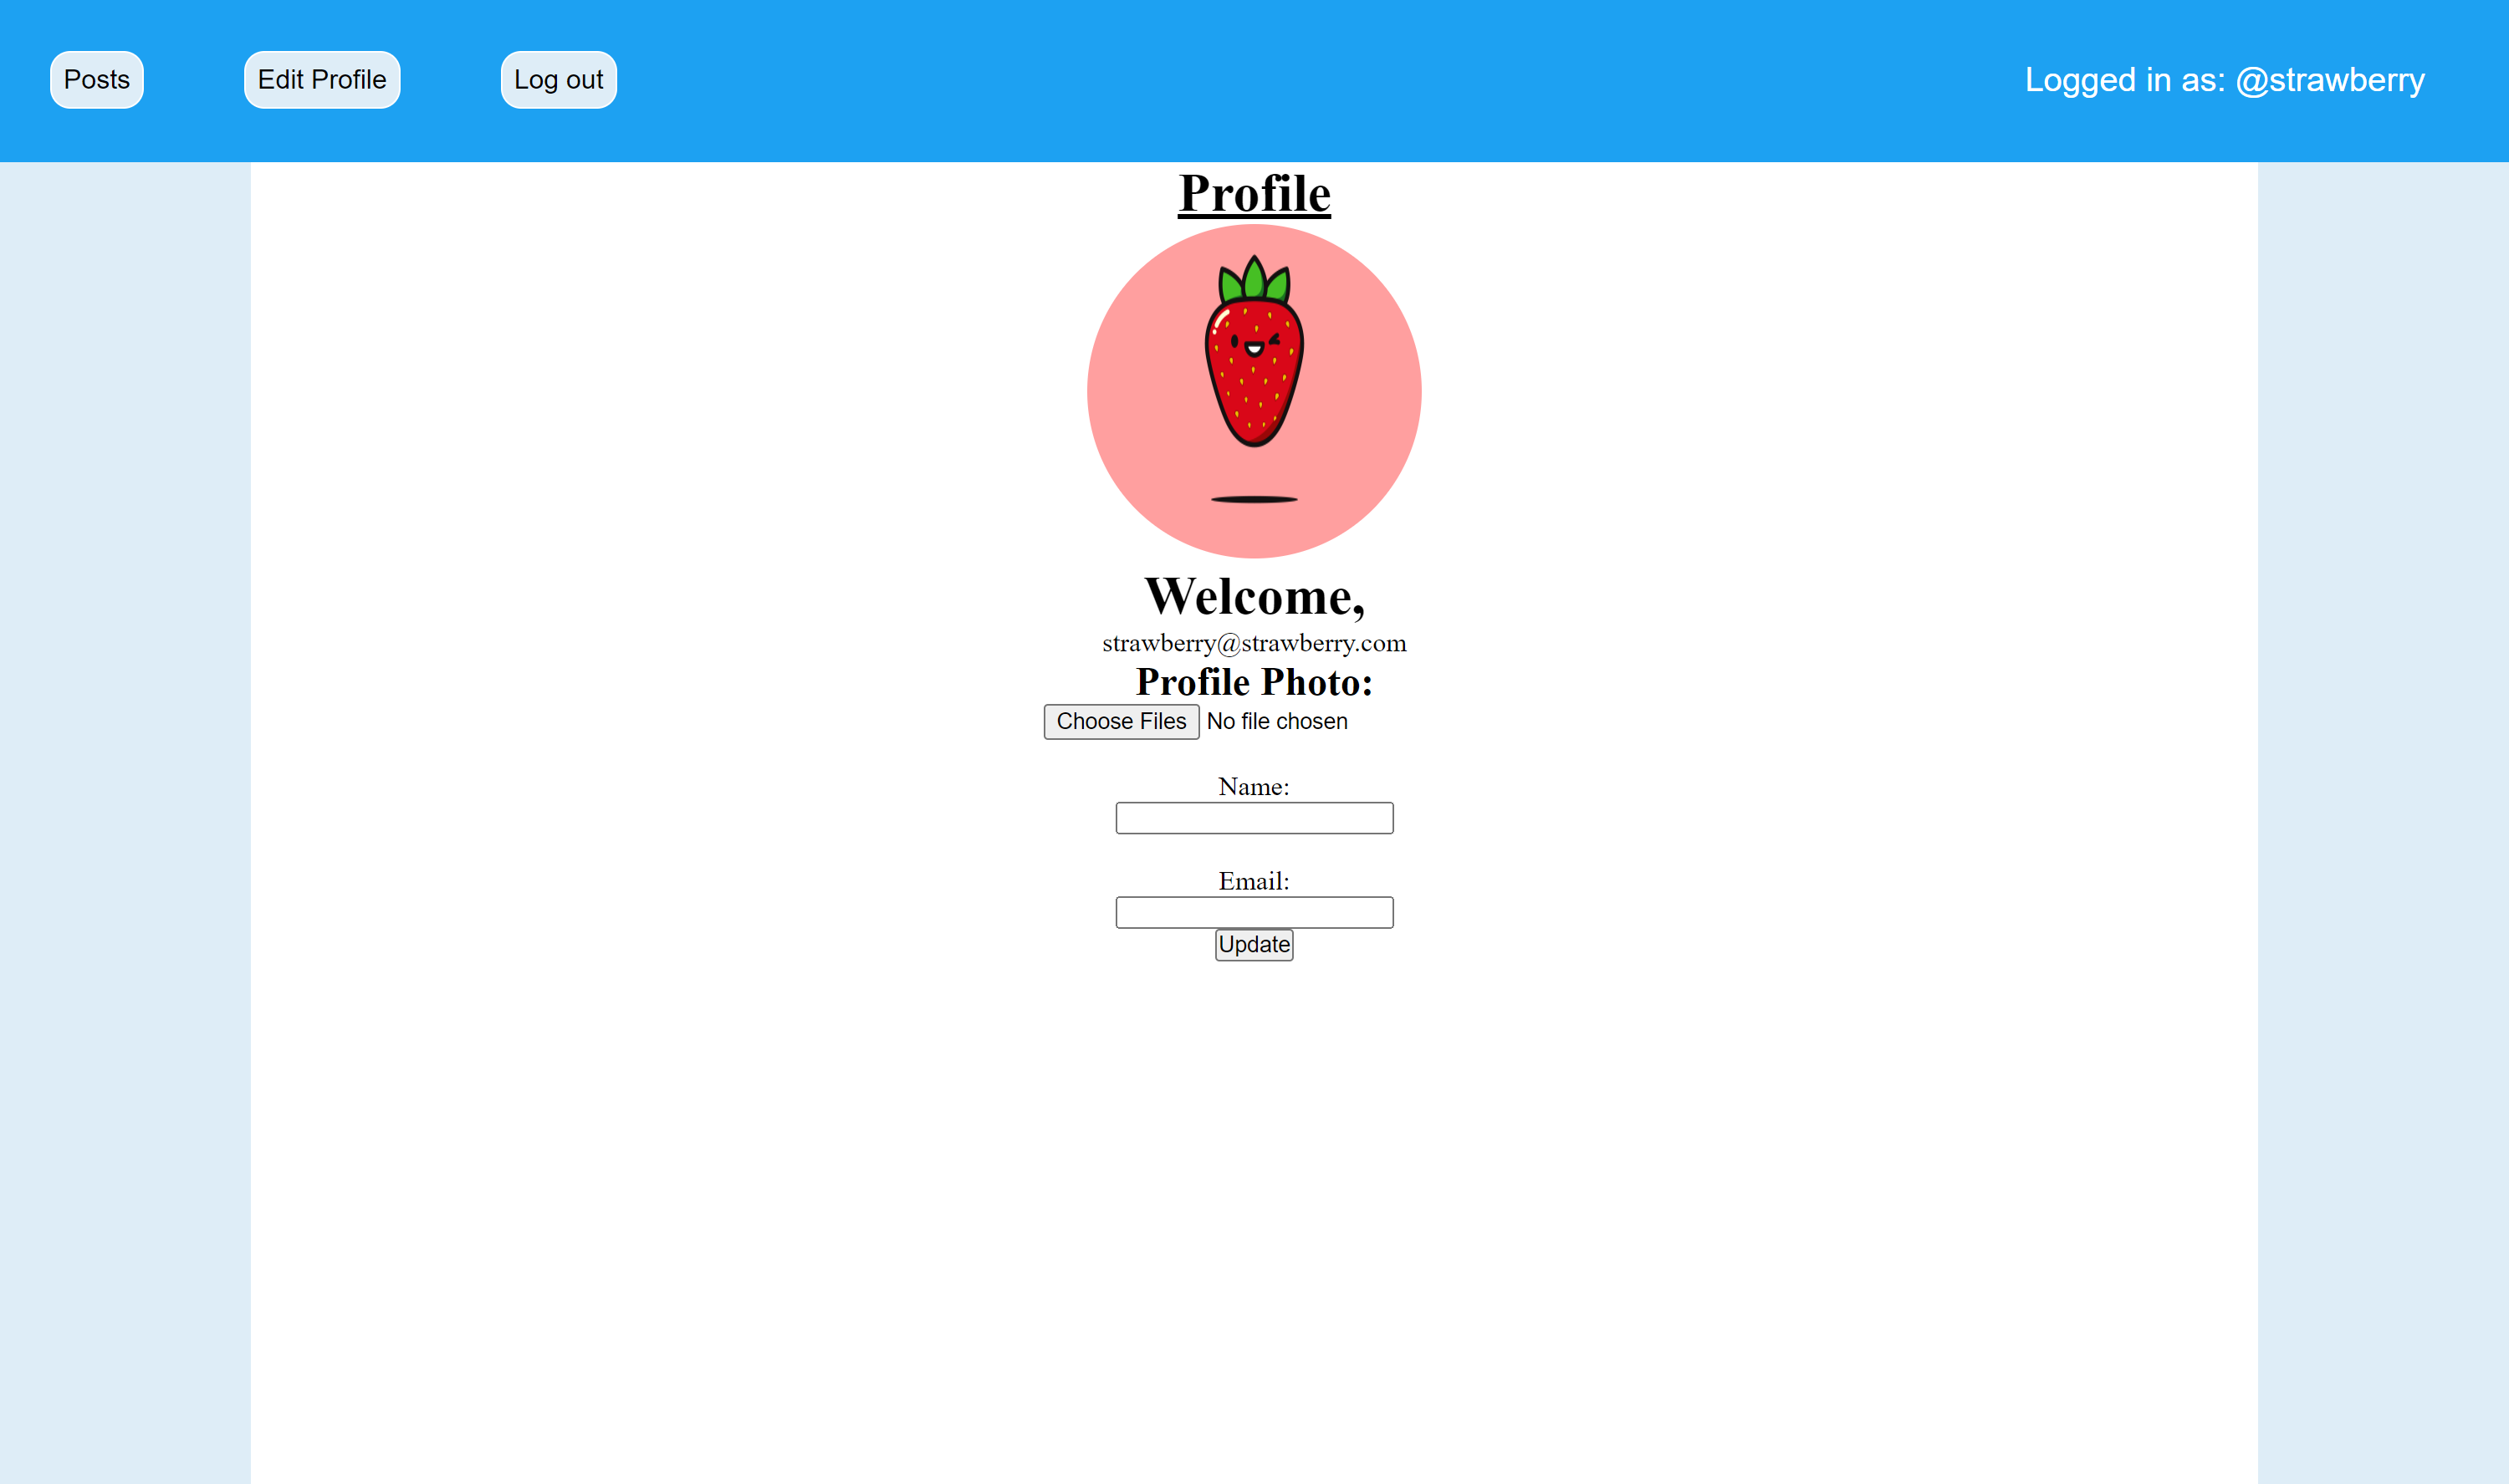 Posts Edit Profile Log out Logged in as: @strawberry
Profile
Welcome,
strawberry@strawberry.com
Profile Photo:
Choose Files No file chosen
Name:
Email:
Update